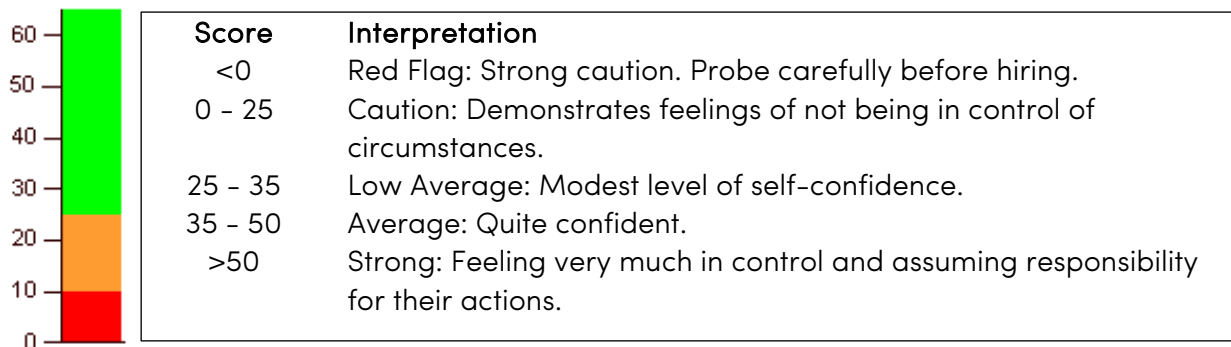 60
50
40
30
20
10
0
Score Interpretation
<0 Red Flag: Strong caution. Probe carefully before hiring.
0 - 25 Caution: Demonstrates feelings of not being in control of
circumstances.
25 - 35 Low Average: Modest level of self-confidence.
35 - 50 Average: Quite confident.
>50 Strong: Feeling very much in control and assuming responsibility
for their actions.